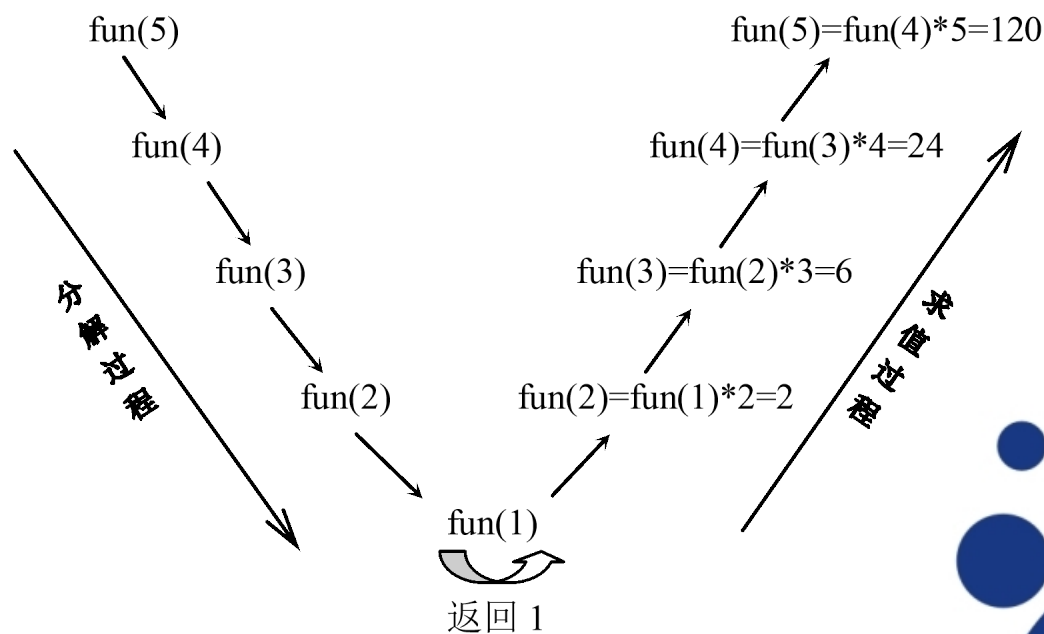 fun(5)
fun(5)=fun(4)*5=120
fun(4)
fun(4)=fun(3)*4=24
fun(3)
fun(3)=fun(2)*3=6
分解过程
求值过程
fun(2)
fun(2)=fun(1)*2=2
fun(1)
返回 1